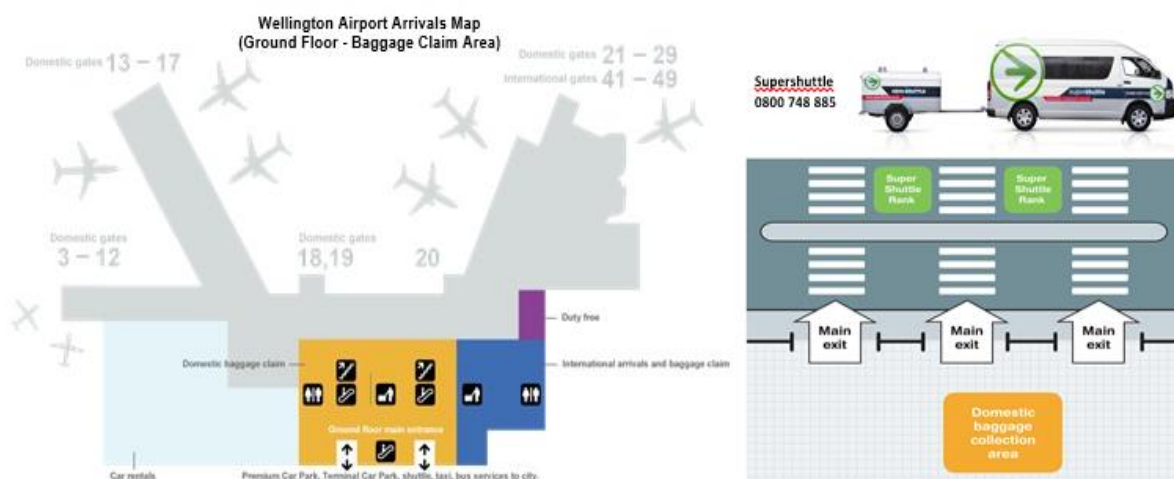 Wellington Airport Arrivals Map
(Ground Floor - Baggage Claim Area)
Domestic gates 13 – 17
Domestic gates 21 – 29
International gates 41 – 49
Domestic gates
3 – 12
Domestic gates
18,19
20
Duty free
Domestic baggage claim
International arrivals and baggage claim
Ground floor main entrance
Car rentals
Premium Car Park, Terminal Car Park, shuttle, taxi, bus services to city.
Supershuttle
0800 748 885
Super
Shuttle
Rank
Super
Shuttle
Rank
Main
exit
Main
exit
Main
exit
Domestic
baggage
collection
area